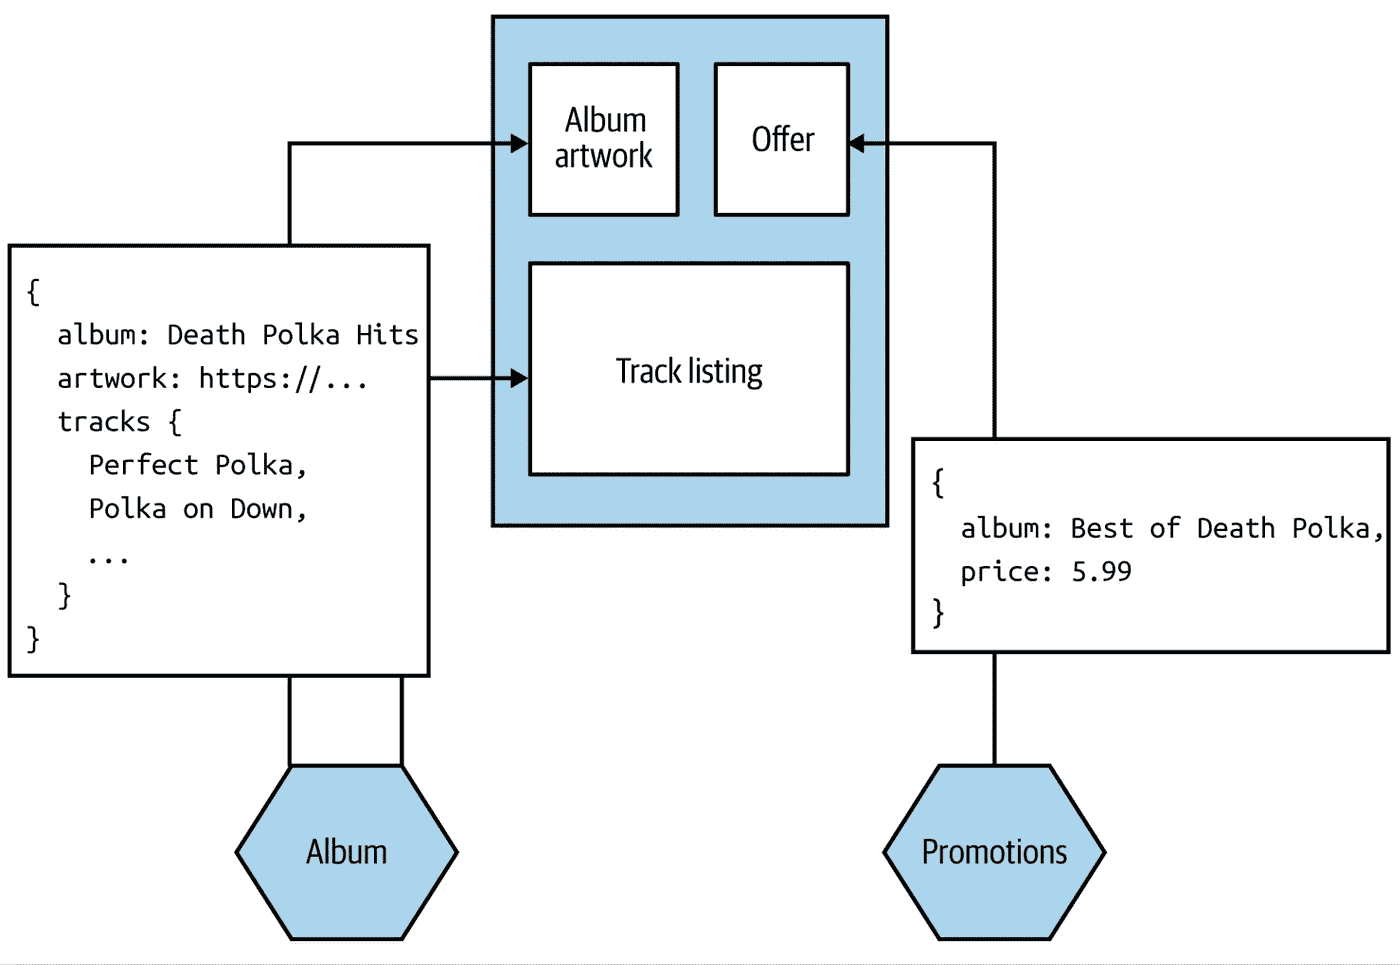 Album
artwork
Offer
Track listing
{
  album: Death Polka Hits
  artwork: https://...
  tracks {
    Perfect Polka,
    Polka on Down,
    ...
  }
}
{
  album: Best of Death Polka,
  price: 5.99
}
Album
Promotions